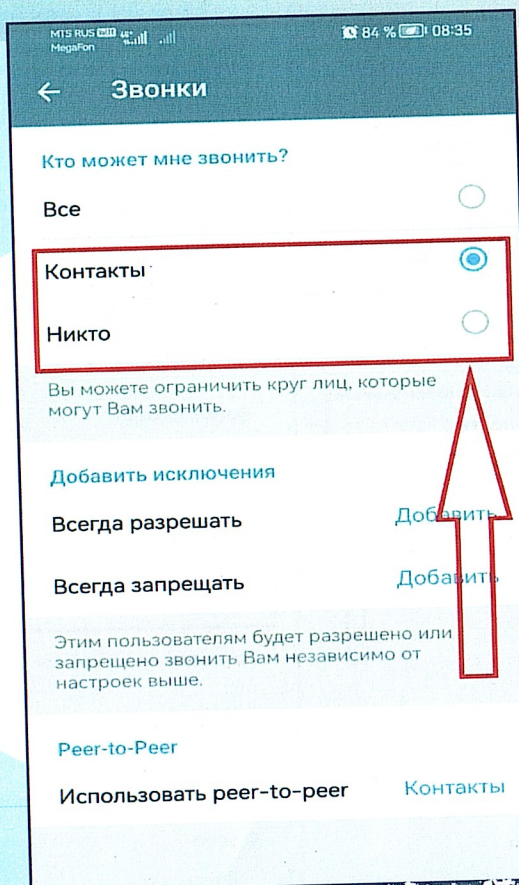 MTS RUS
MegaFon
84 % 08:35
Звонки
Кто может мне звонить?
Все
Контакты
Никто
Вы можете ограничить круг лиц, которые
могут Вам звонить.
Добавить исключения
Всегда разрешать Добавить
Всегда запрещать Добавить
Этим пользователям будет разрешено или
запрещено звонить Вам независимо от
настроек выше.
Peer-to-Peer
Использовать peer-to-peer Контакты